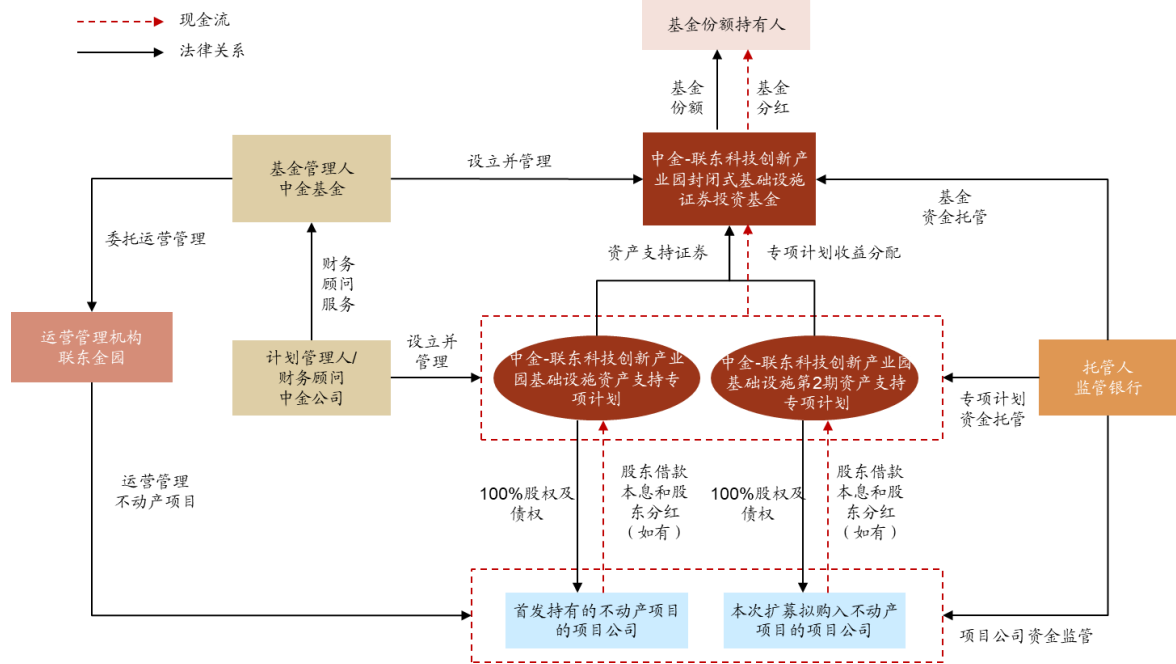 现金流
法律关系
基金份额持有人
基金
份额
基金
分红
基金管理人
中金基金
设立并管理
中金-联东科技创新产
业园封闭式基础设施
证券投资基金
基金
资金托管
委托运营管理
财务
顾问
服务
资产支持证券
专项计划收益分配
运营管理机构
联东金园
计划管理人/
财务顾问
中金公司
设立并
管理
中金-联东科技创新产业
园基础设施资产支持专
项计划
中金-联东科技创新产业园
基础设施第2期资产支持
专项计划
托管人
监管银行
专项计划
资金托管
运营管理
不动产项目
100%股权及
债权
股东借款
本息和股
东分红
（如有）
100%股权及
债权
股东借款
本息和股
东分红
（如有）
首发持有的不动产项目
的项目公司
本次扩募拟购入不动产
项目的项目公司
项目公司资金监管